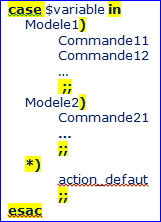 case $variable in
Modele1)
Commande11
Commande12
...
;;
Modele2)
Commande21
...
;;
*)
action_defaut
;;
esac